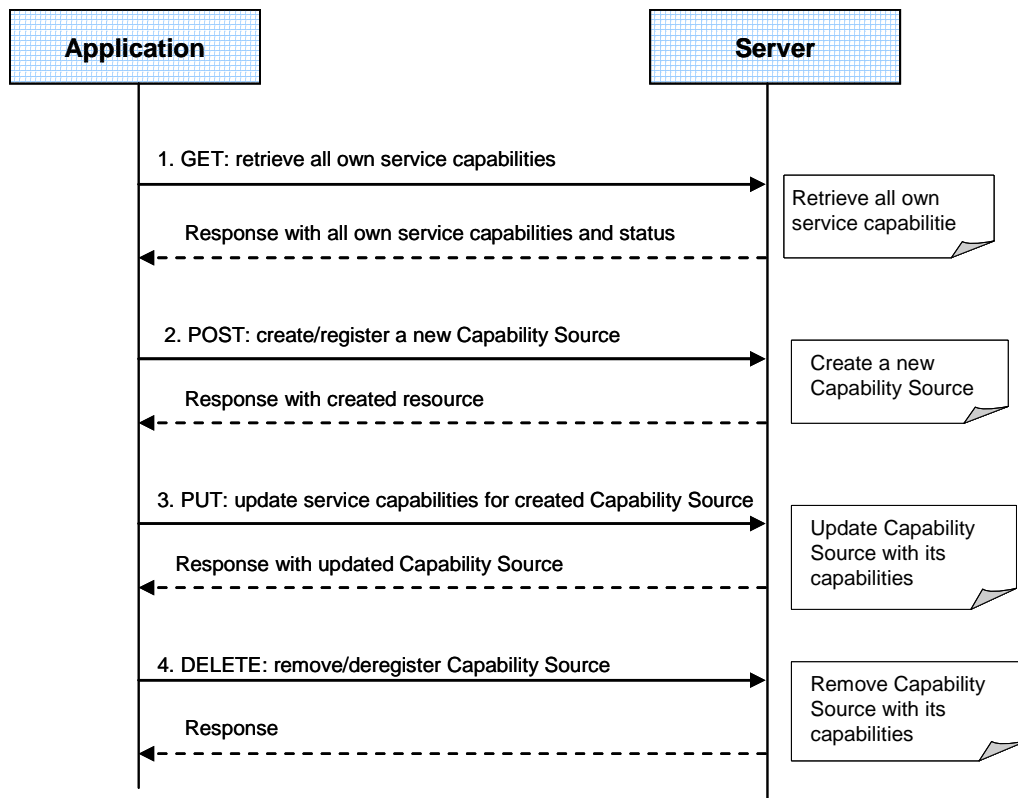 Application
Server
1. GET: retrieve all own service capabilities
Retrieve all own
service capabilitie
Response with all own service capabilities and status
2. POST: create/register a new Capability Source
Create a new
Capability Source
Response with created resource
3. PUT: update service capabilities for created Capability Source
Update Capability
Source with its
capabilities
Response with updated Capability Source
4. DELETE: remove/deregister Capability Source
Remove Capability
Source with its
capabilities
Response